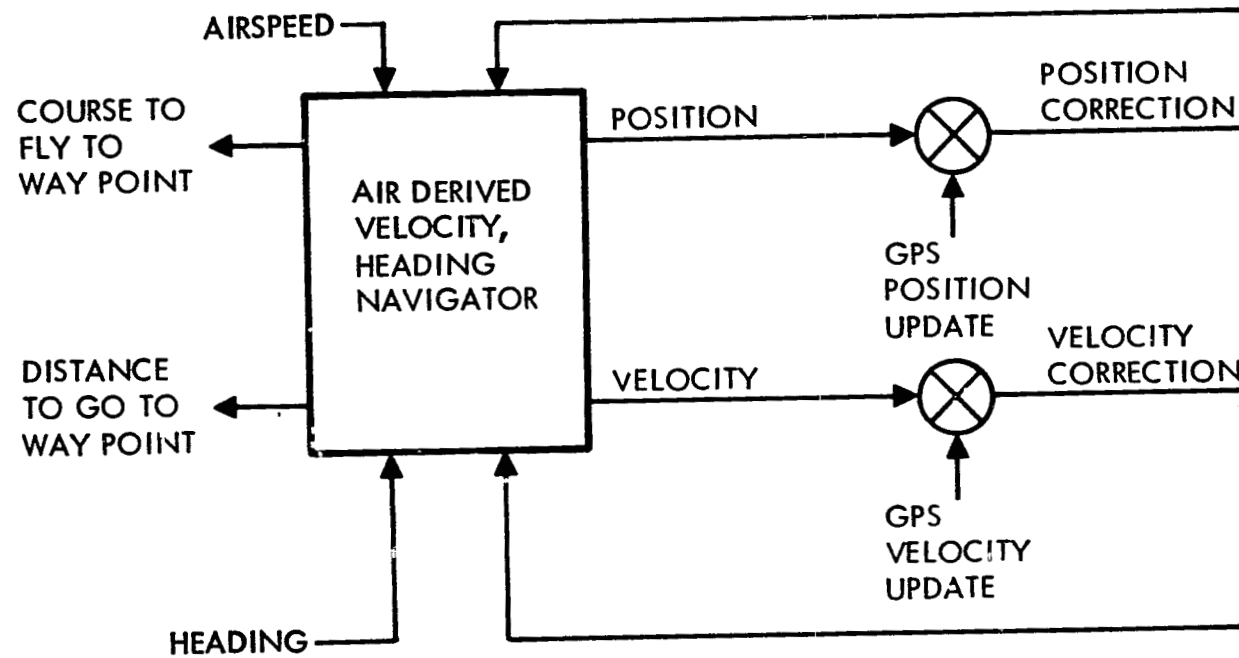 AIRSPEED
COURSE TO
FLY TO
WAY POINT
POSITION
POSITION
CORRECTION
AIR DERIVED
VELOCITY,
HEADING
NAVIGATOR
GPS
POSITION
UPDATE
DISTANCE
TO GO TO
WAY POINT
VELOCITY
VELOCITY
CORRECTION
GPS
VELOCITY
UPDATE
HEADING